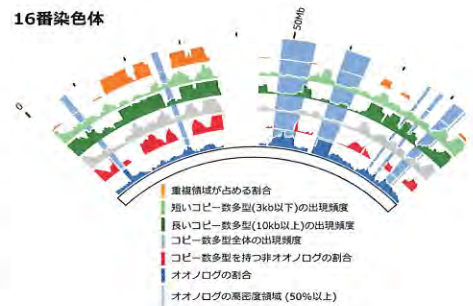 16番染色体
0
50Mb
重複領域が占める割合
短いコピー数多型(3kb以下)の出現頻度
長いコピー数多型(10kb以上)の出現頻度
コピー数多型全体の出現頻度
コピー数多型を持つ非オオノログの割合
オオノログの割合
オオノログの高密度領域 (50%以上)